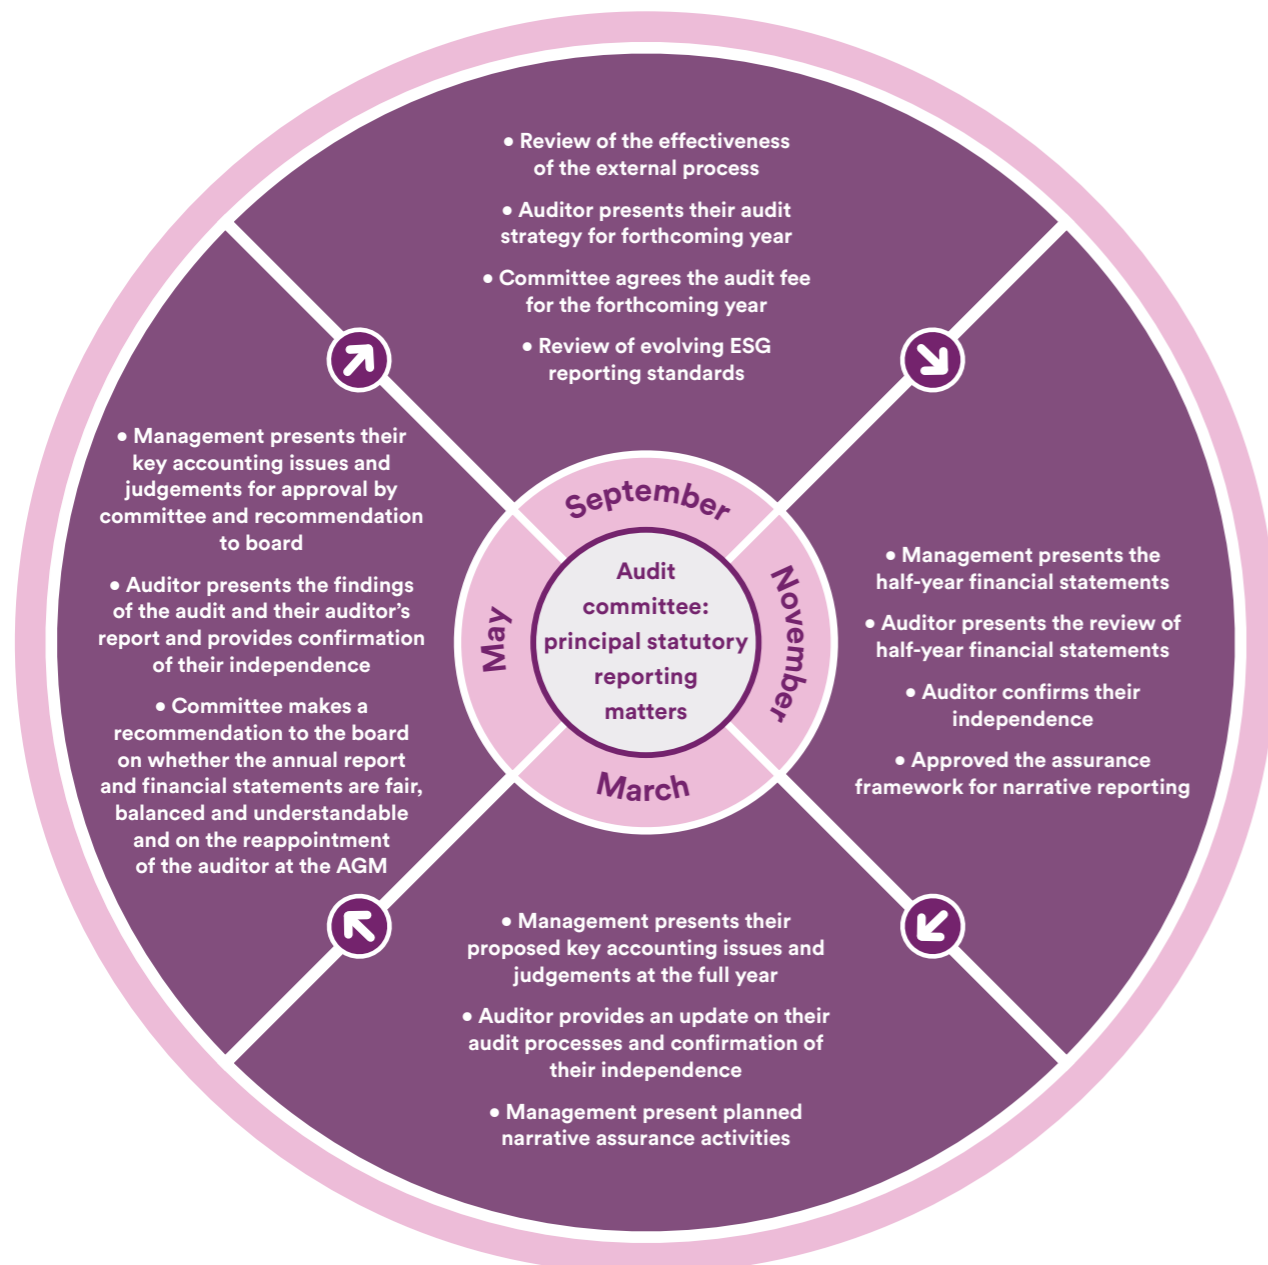 • Review of the effectiveness
of the external process
• Auditor presents their audit
strategy for forthcoming year
• Committee agrees the audit fee
for the forthcoming year
• Review of evolving ESG
reporting standards
September
• Management presents the
half-year financial statements
• Auditor presents the review of
half-year financial statements
• Auditor confirms their
independence
• Approved the assurance
framework for narrative reporting
November
• Management presents their
proposed key accounting issues and
judgements at the full year
• Auditor provides an update on their
audit processes and confirmation of
their independence
• Management present planned
narrative assurance activities
March
• Management presents their
key accounting issues and
judgements for approval by
committee and recommendation
to board
• Auditor presents the findings
of the audit and their auditor’s
report and provides confirmation
of their independence
• Committee makes a
recommendation to the board
on whether the annual report
and financial statements are fair,
balanced and understandable
and on the reappointment
of the auditor at the AGM
May
Audit
committee:
principal statutory
reporting
matters